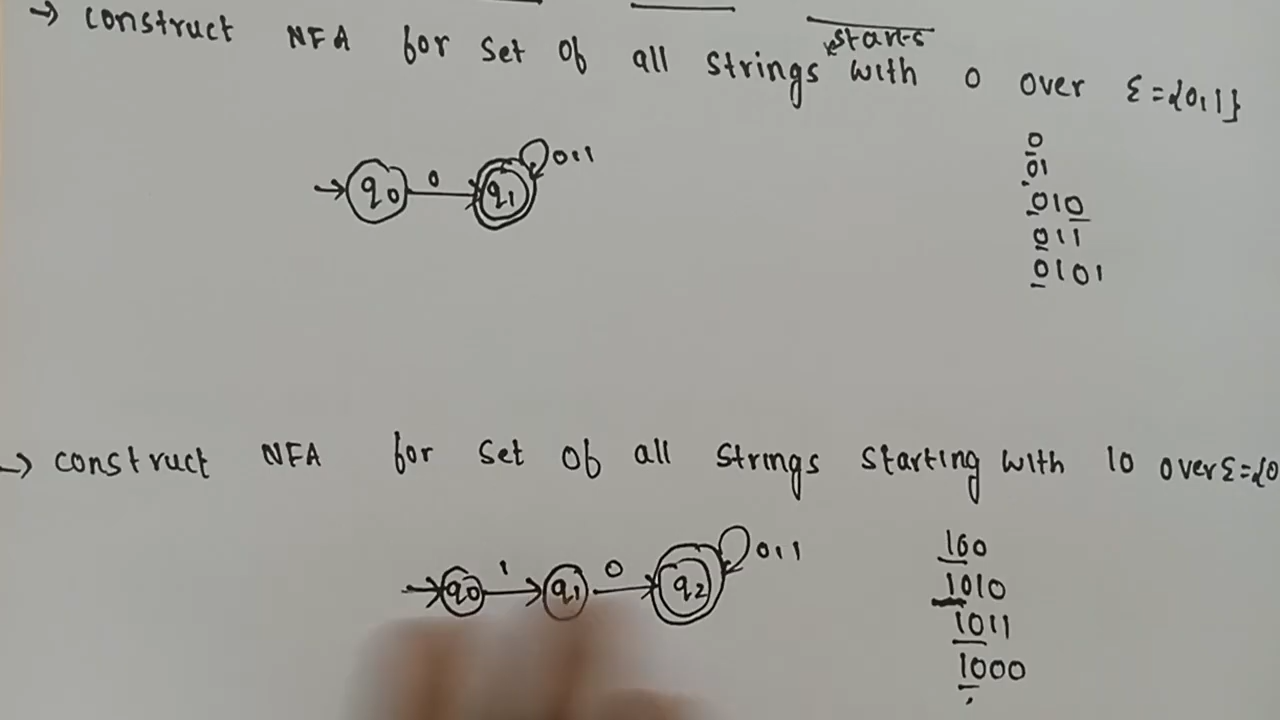 starts
→ construct NFA for set of all strings with 0 over Σ={0,1}
0
q0 q1 0,1
0
01
010
011
0101
→ construct NFA for set of all strings starting with 10 over Σ={0
1 0
q0 q1 q2 0,1
100
1010
1011
1000